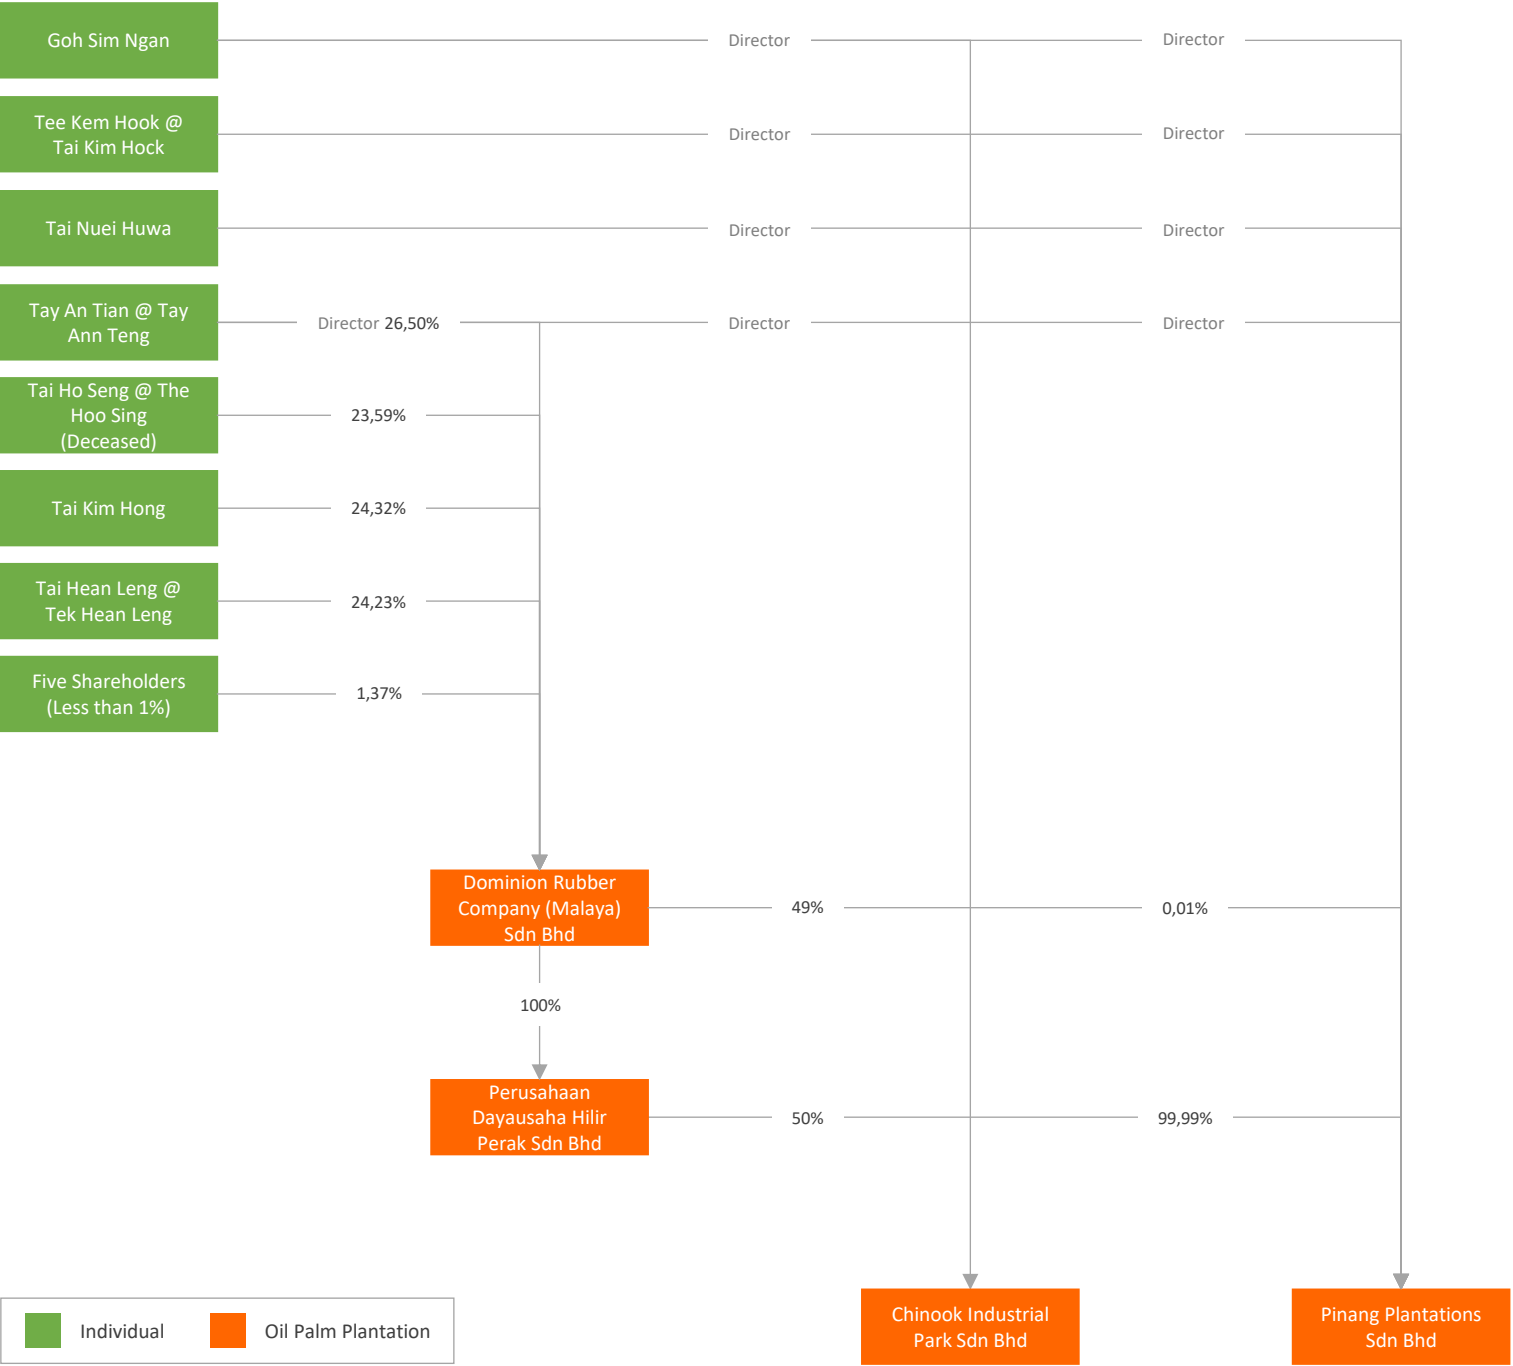 Goh Sim Ngan
Director
Director
Tee Kem Hook @
Tai Kim Hock
Director
Director
Tai Nuei Huwa
Director
Director
Tay An Tian @ Tay
Ann Teng
Director 26,50%
Director
Director
Tai Ho Seng @ The
Hoo Sing
(Deceased)
23,59%
Tai Kim Hong
24,32%
Tai Hean Leng @
Tek Hean Leng
24,23%
Five Shareholders
(Less than 1%)
1,37%
Dominion Rubber
Company (Malaya)
Sdn Bhd
49%
0,01%
100%
Perusahaan
Dayausaha Hilir
Perak Sdn Bhd
50%
99,99%
Chinook Industrial
Park Sdn Bhd
Pinang Plantations
Sdn Bhd
Individual
Oil Palm Plantation